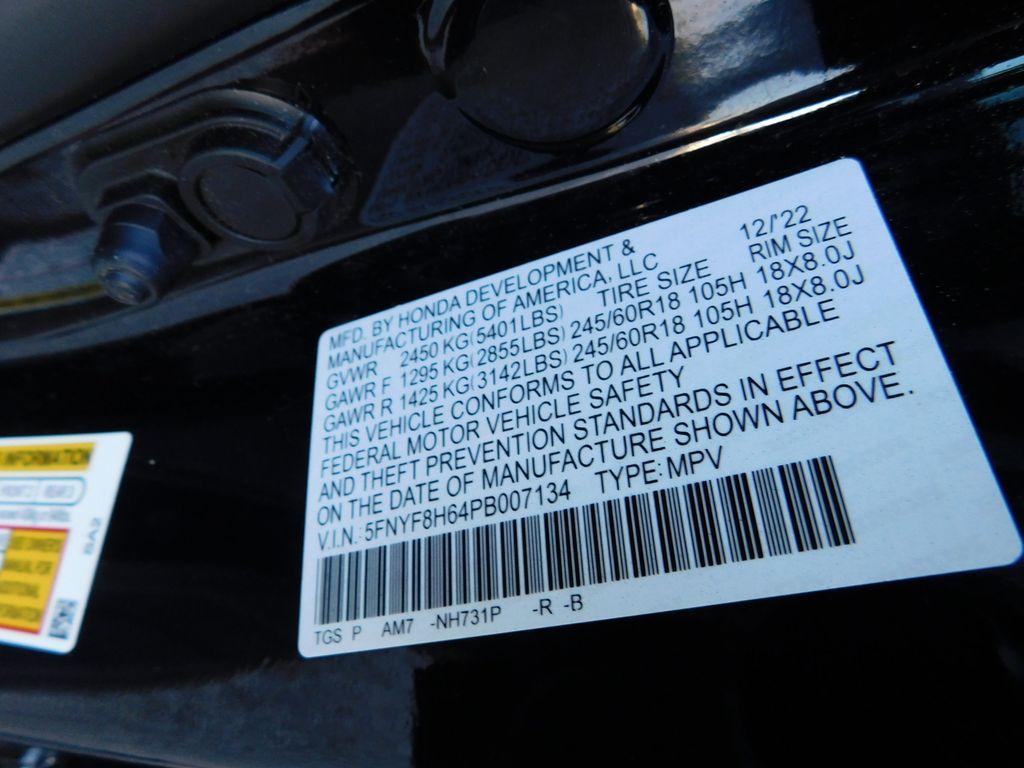 MFD. BY HONDA DEVELOPMENT &
MANUFACTURING OF AMERICA, LLC 12/'22
GVWR 2450 KG(5401LBS) TIRE SIZE RIM SIZE
GAWR F 1295 KG(2855LBS) 245/60R18 105H 18X8.0J
GAWR R 1425 KG(3142LBS) 245/60R18 105H 18X8.0J
THIS VEHICLE CONFORMS TO ALL APPLICABLE
FEDERAL MOTOR VEHICLE SAFETY
AND THEFT PREVENTION STANDARDS IN EFFECT
ON THE DATE OF MANUFACTURE SHOWN ABOVE.
V.I.N.:5FNYF8H64PB007134 TYPE:MPV
TGS P AM7 -NH731P -R -B
INFORMATION
MANUAL FOR